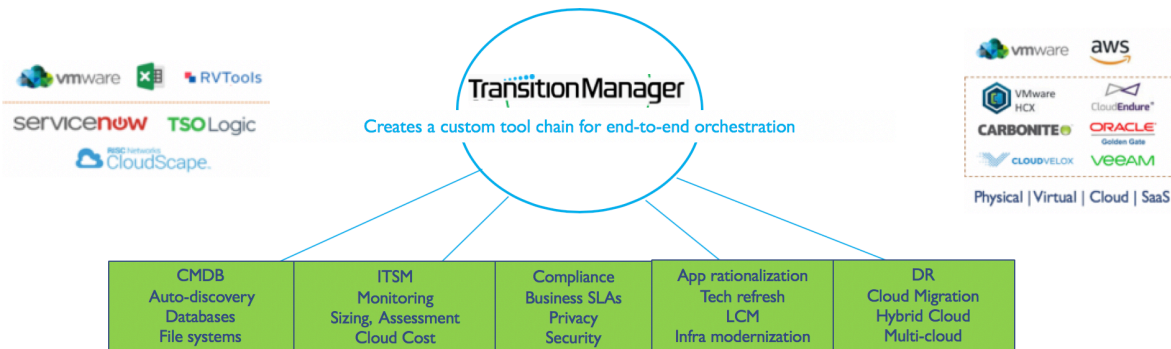 vmware
RVTools
servicenow TSOLogic
RISC Networks
CloudScape.
TransitionManager
Creates a custom tool chain for end-to-end orchestration
vmware aws
VMware
HCX
CloudEndure
CARBONITE ORACLE
Golden Gate
CLOUDVELOX veeAM
Physical | Virtual | Cloud | SaaS
CMDB
Auto-discovery
Databases
File systems
ITSM
Monitoring
Sizing, Assessment
Cloud Cost
Compliance
Business SLAs
Privacy
Security
App rationalization
Tech refresh
LCM
Infra modernization
DR
Cloud Migration
Hybrid Cloud
Multi-cloud